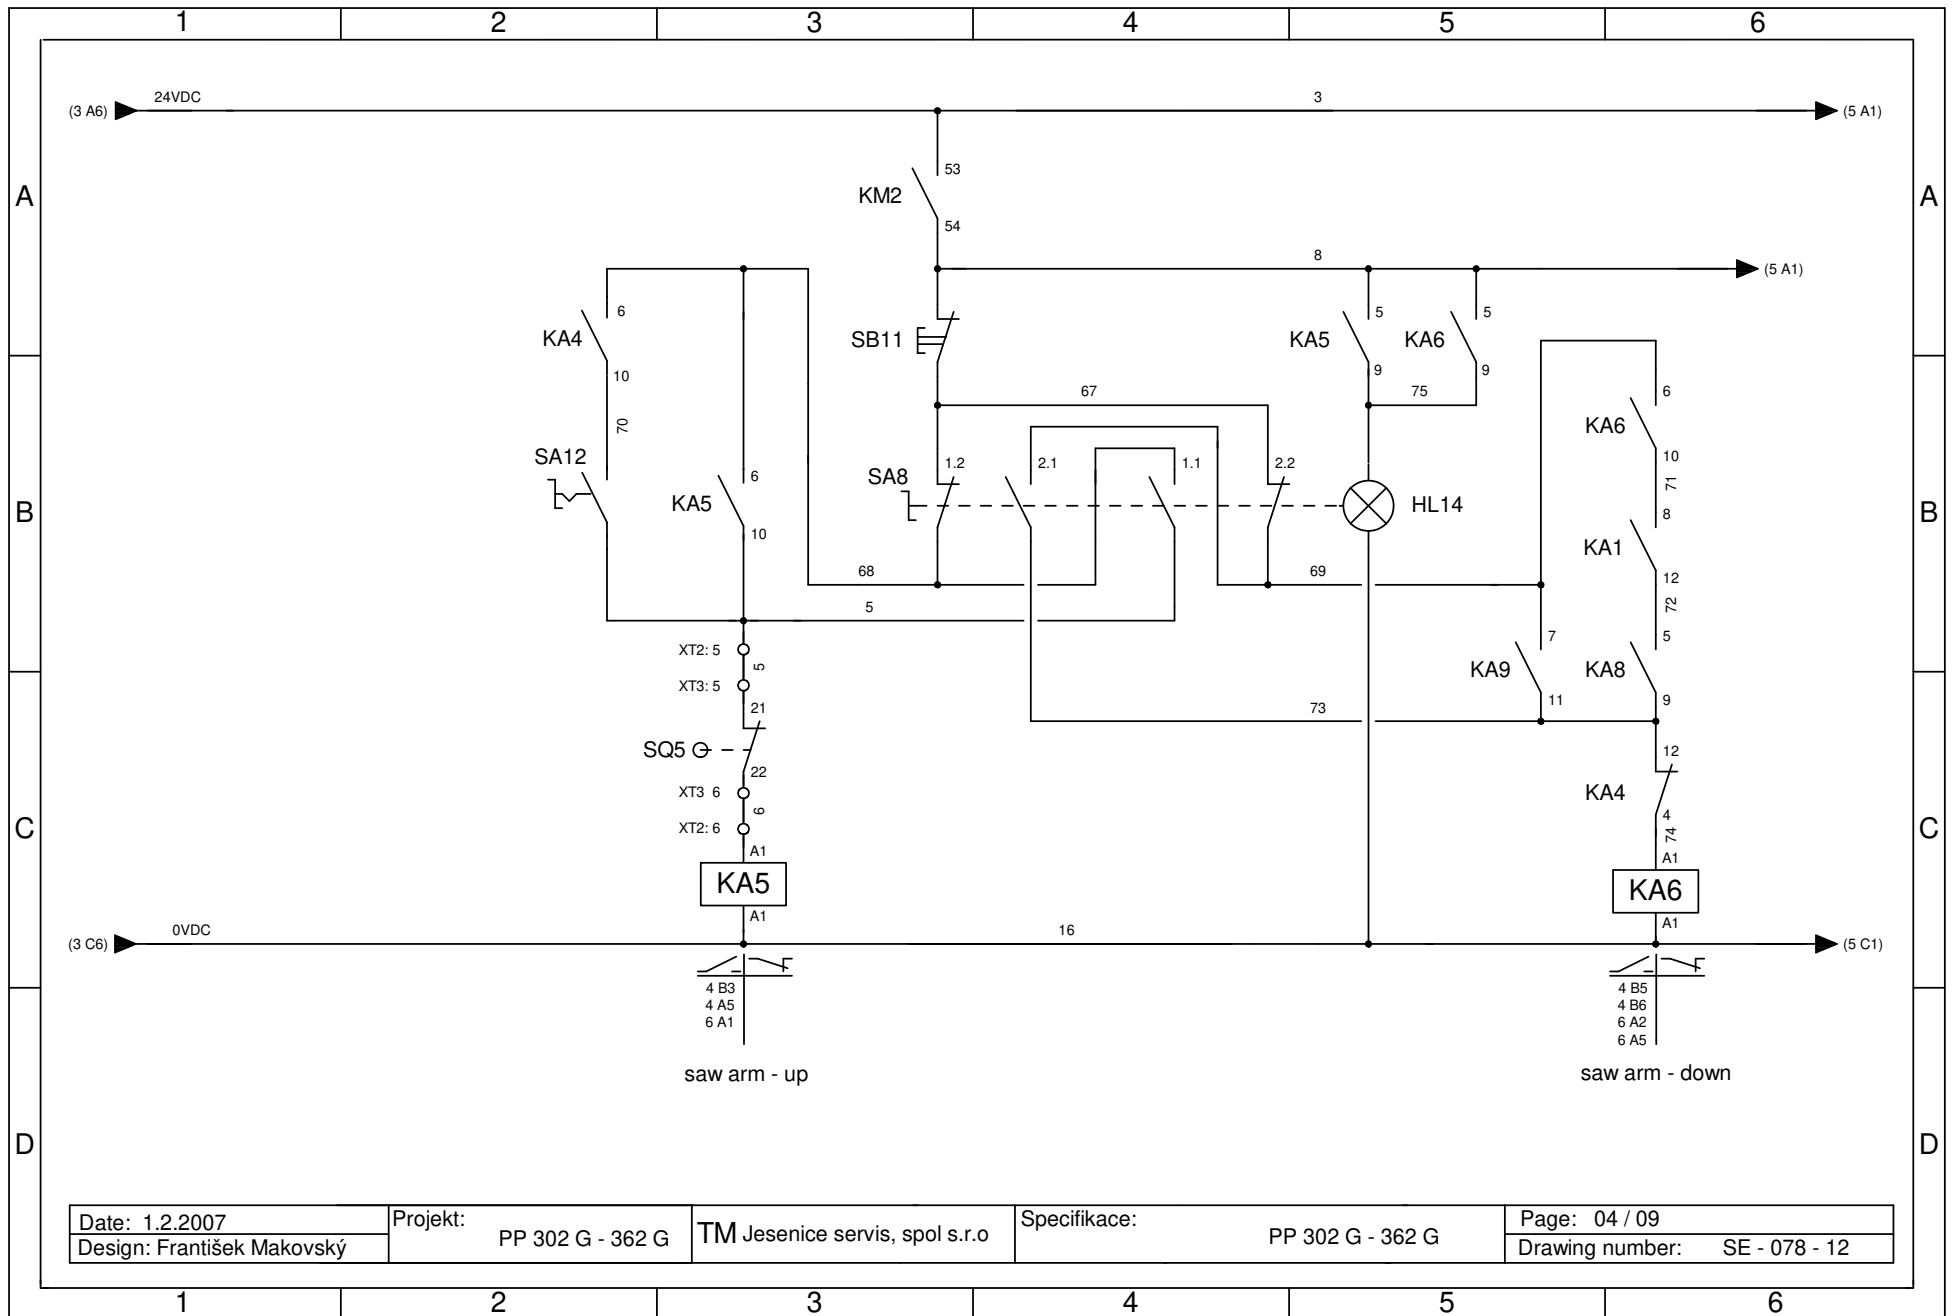 1 2 3 4 5 6
(3 A6) 24VDC 3 (5 A1)
A A
53
KM2
54
8 (5 A1)
6 5 5
KA4 SB11 KA5 KA6
10 9 9
67 75 6
70 KA6
SA12 1.2 2.1 1.1 2.2 10
SA8 6 71
B KA5 HL14 B
10 8
KA1
68 69 12
5 72
7 5
XT2: 5
5
XT3: 5 KA9 KA8
21 11 9
73
SQ5 12
22
XT3 6 KA4
6
XT2: 6 4
C 74 C
A1 A1
KA5 KA6
A1 A1
(3 C6) 0VDC 16 (5 C1)
4 B3 4 B5
4 A5 4 B6
6 A1 6 A2
6 A5
saw arm - up saw arm - down
D D
Date: 1.2.2007 Projekt: PP 302 G - 362 G TM Jesenice servis, spol s.r.o Specifikace: PP 302 G - 362 G Page: 04 / 09
Design: František Makovský Drawing number: SE - 078 - 12
1 2 3 4 5 6